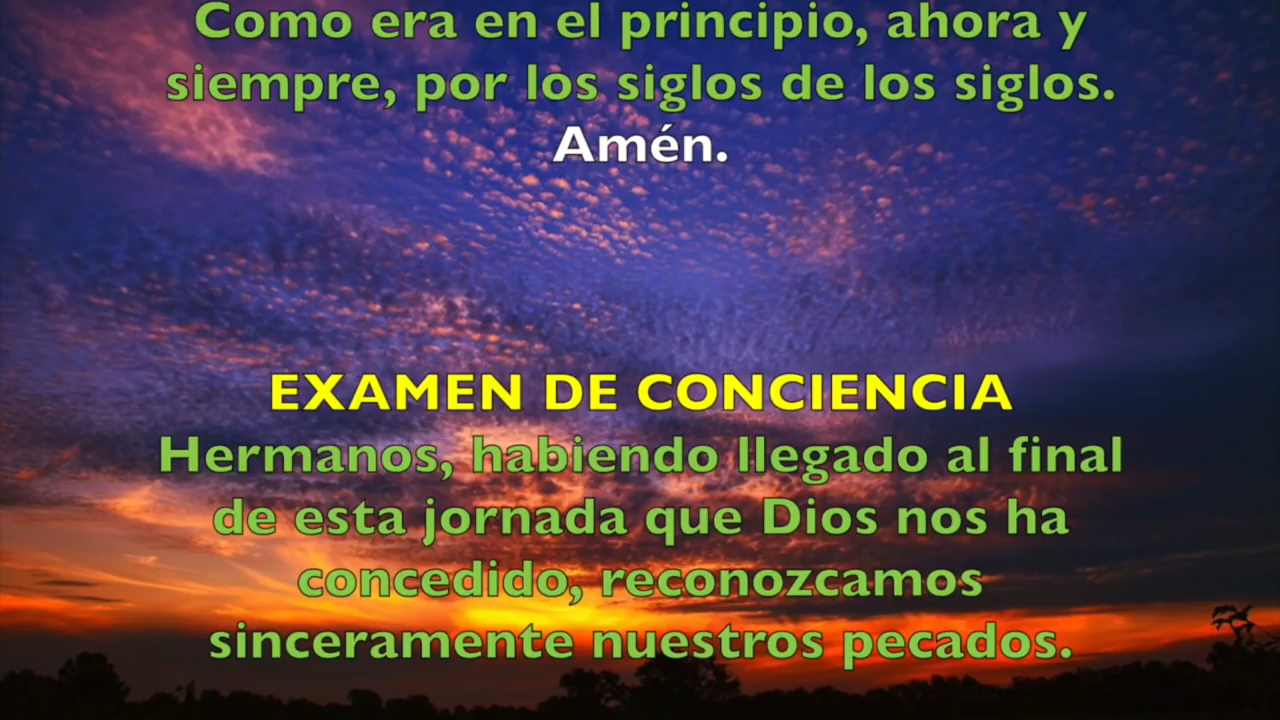 Como era en el principio, ahora y
siempre, por los siglos de los siglos.
Amén.
EXAMEN DE CONCIENCIA
Hermanos, habiendo llegado al final
de esta jornada que Dios nos ha
concedido, reconozcamos
sinceramente nuestros pecados.